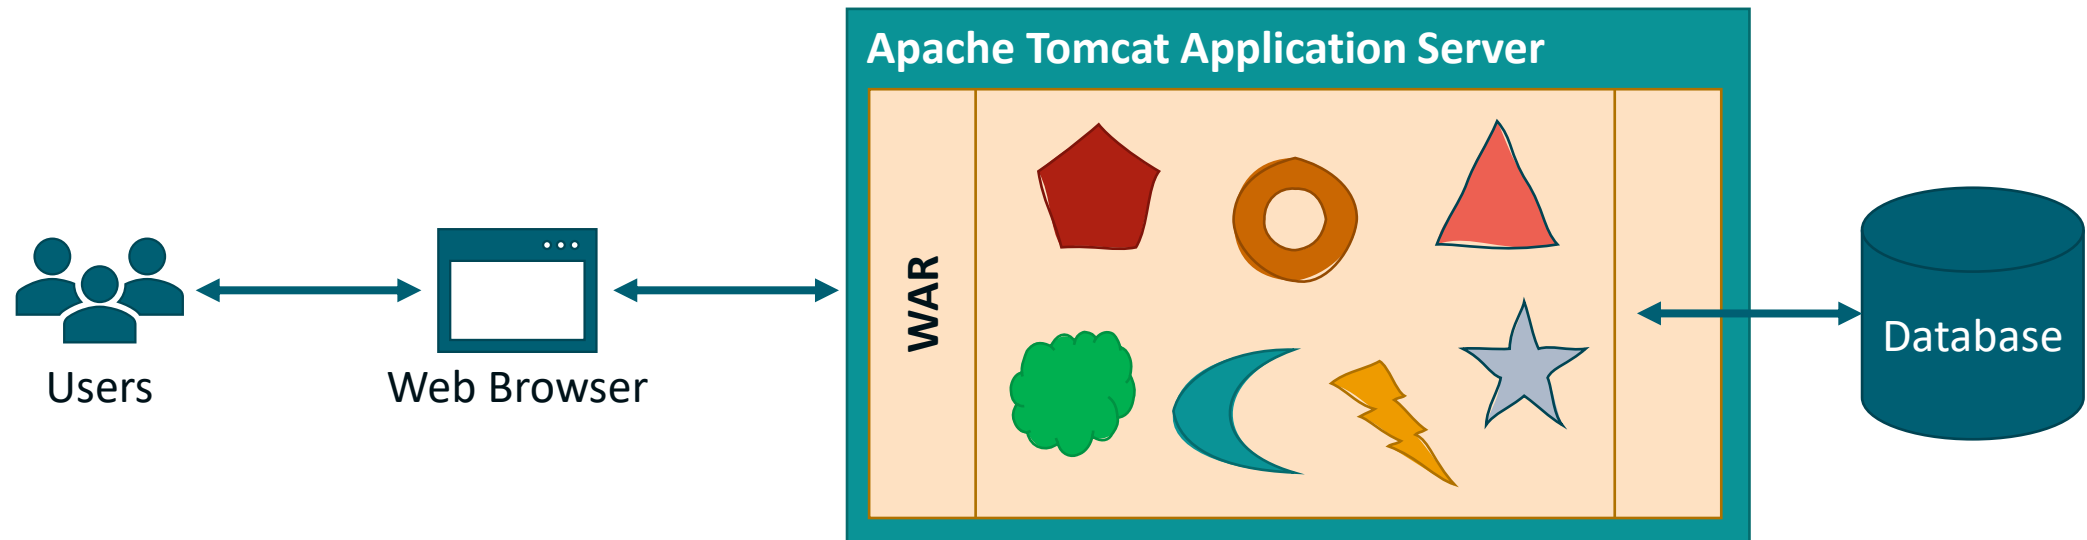 Apache Tomcat Application Server
WAR
Users
Web Browser
Database